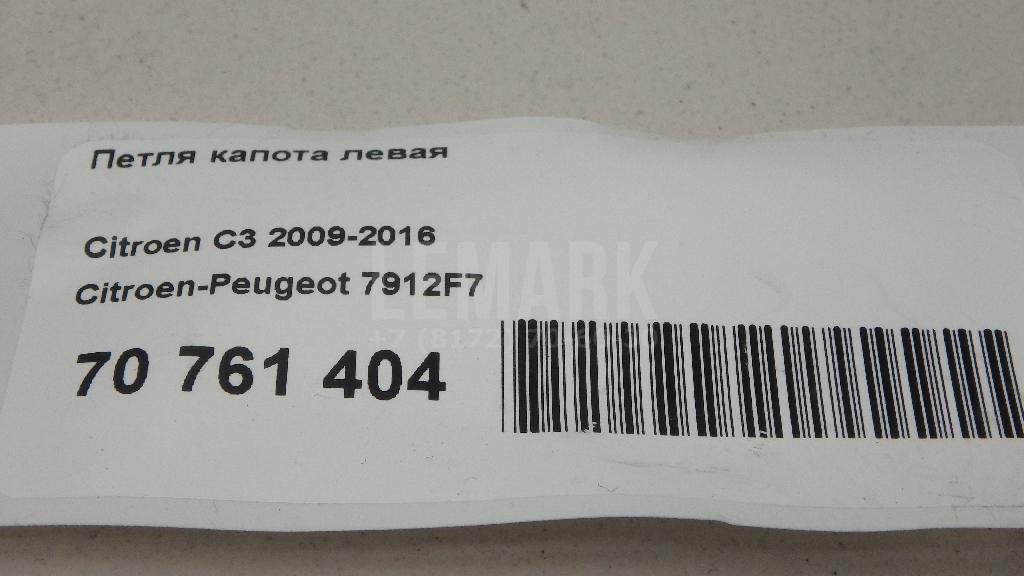 Петля капота левая
Citroen C3 2009-2016
Citroen-Peugeot 7912F7
LEMARK
70 761 404